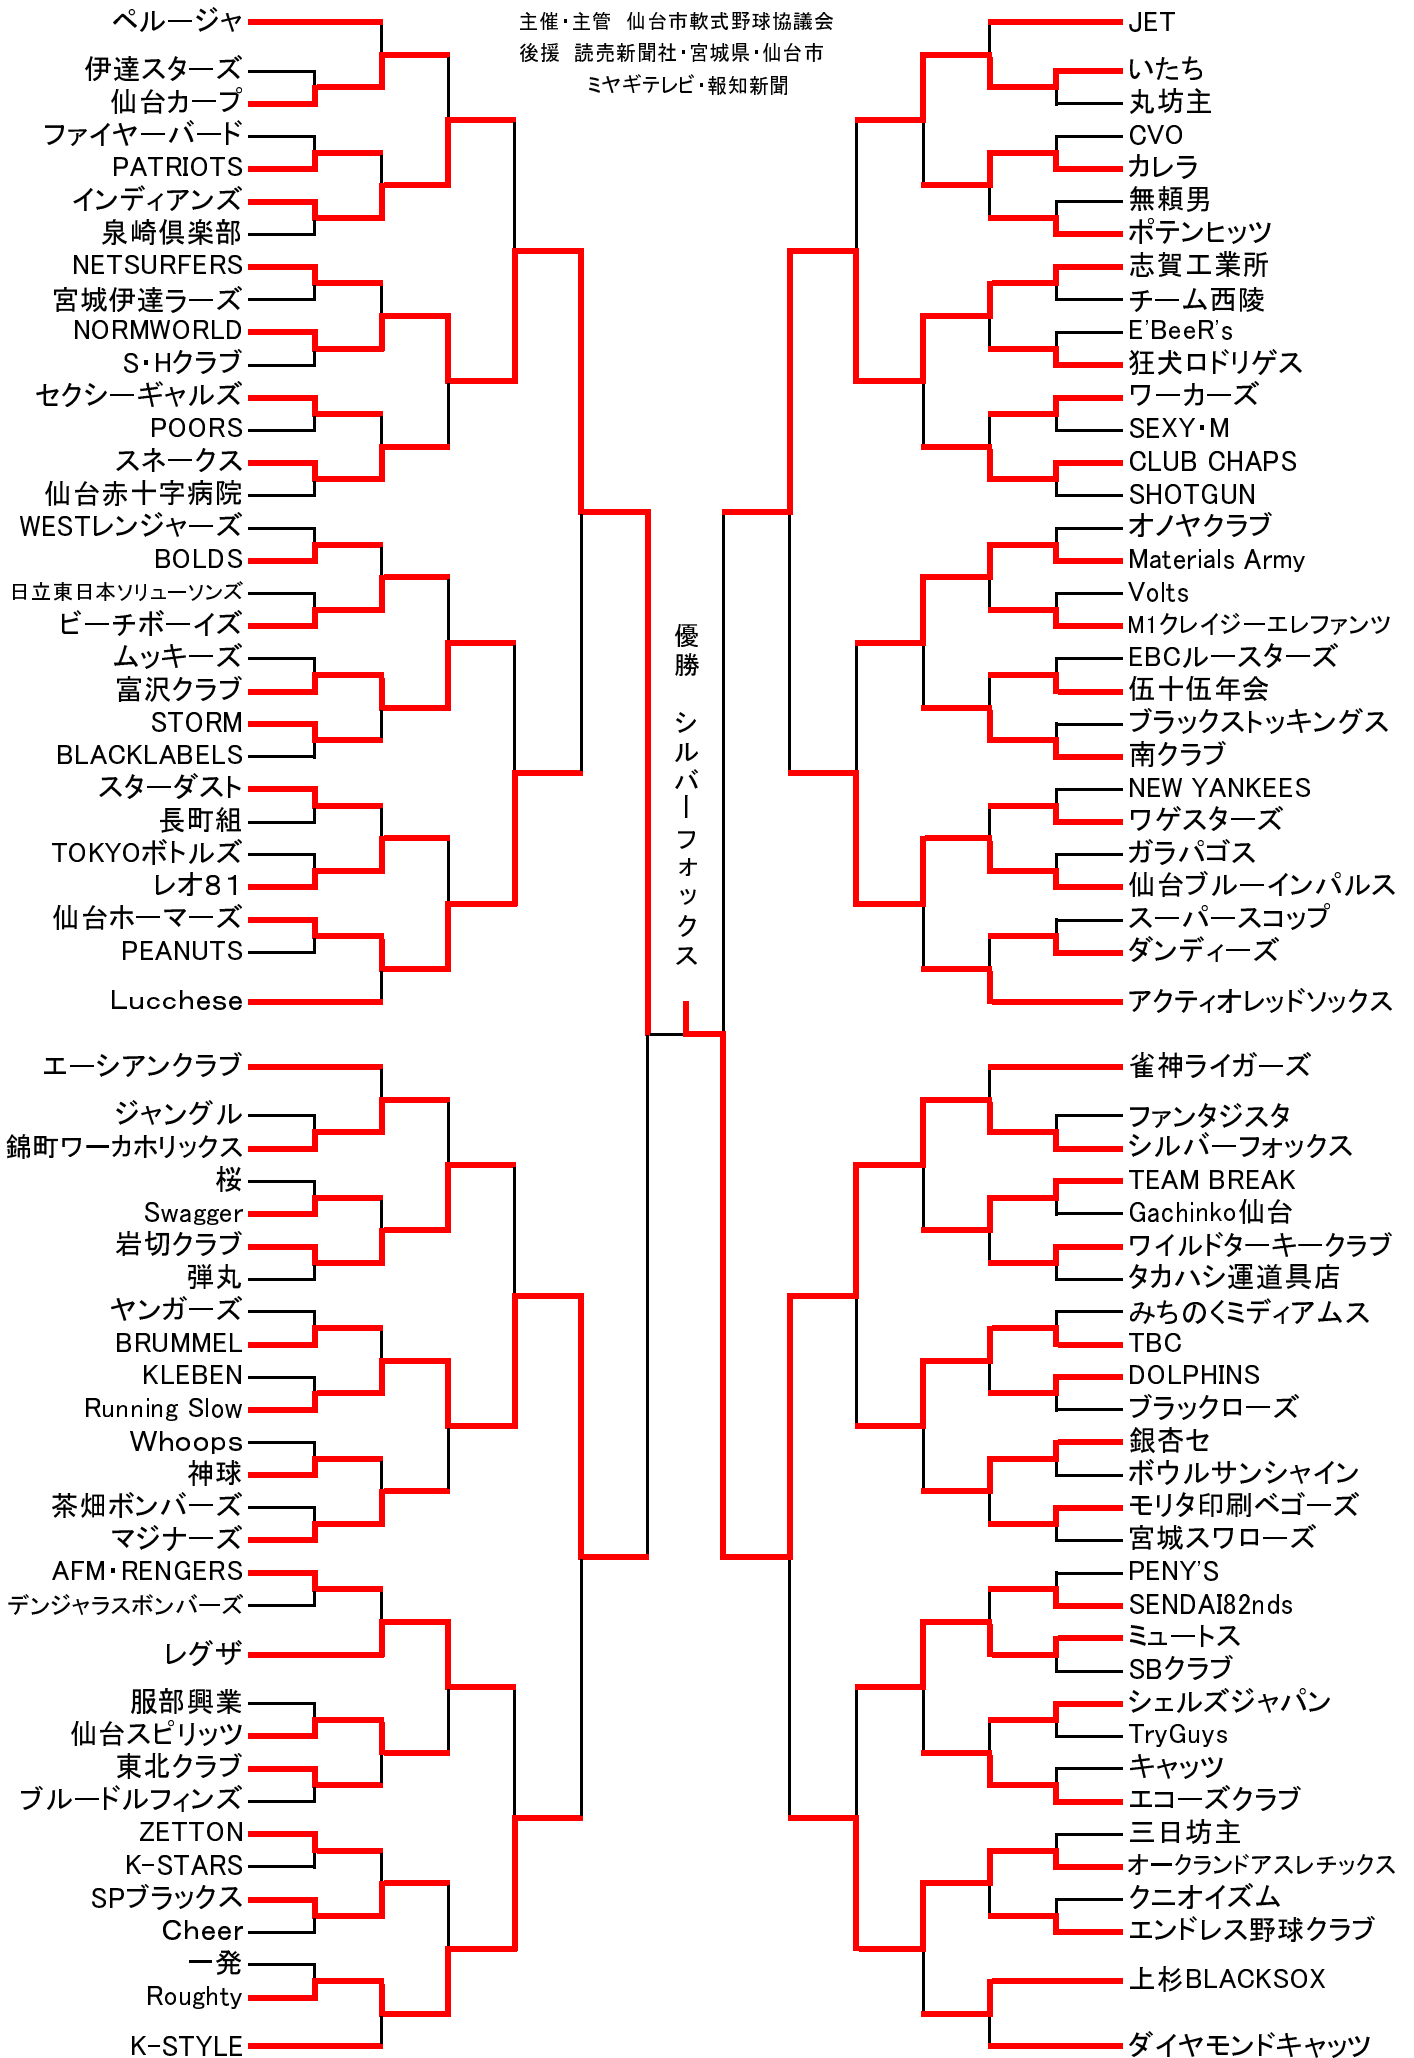 主催・主管　仙台市軟式野球協議会
後援　読売新聞社・宮城県・仙台市
ミヤギテレビ・報知新聞
ペルージャ
伊達スターズ
仙台カープ
ファイヤーバード
PATRIOTS
インディアンズ
泉崎倶楽部
NETSURFERS
宮城伊達ラーズ
NORMWORLD
S・Hクラブ
セクシーギャルズ
POORS
スネークス
仙台赤十字病院
WESTレンジャーズ
BOLDS
日立東日本ソリューソンズ
ビーチボーイズ
ムッキーズ
富沢クラブ
STORM
BLACKLABELS
スターダスト
長町組
TOKYOボトルズ
レオ８１
仙台ホーマーズ
PEANUTS
Lucchese
エーシアンクラブ
ジャングル
錦町ワーカホリックス
桜
Swagger
岩切クラブ
弾丸
ヤンガーズ
BRUMMEL
KLEBEN
Running Slow
Whoops
神球
茶畑ボンバーズ
マジナーズ
AFM・RENGERS
デンジャラスボンバーズ
レグザ
服部興業
仙台スピリッツ
東北クラブ
ブルードルフィンズ
ZETTON
K-STARS
SPブラックス
Cheer
一発
Roughty
K-STYLE
優勝　シルバーフォックス
JET
いたち
丸坊主
CVO
カレラ
無頼男
ポテンヒッツ
志賀工業所
チーム西陵
E'BeeR's
狂犬ロドリゲス
ワーカーズ
SEXY・M
CLUB CHAPS
SHOTGUN
オノヤクラブ
Materials Army
Volts
M1クレイジーエレファンツ
EBCルースターズ
伍十伍年会
ブラックストッキングス
南クラブ
NEW YANKEES
ワゲスターズ
ガラパゴス
仙台ブルーインパルス
スーパースコップ
ダンディーズ
アクティオレッドソックス
雀神ライガーズ
ファンタジスタ
シルバーフォックス
TEAM BREAK
Gachinko仙台
ワイルドターキークラブ
タカハシ運道具店
みちのくミディアムス
TBC
DOLPHINS
ブラックローズ
銀杏セ
ボウルサンシャイン
モリタ印刷ベゴーズ
宮城スワローズ
PENY'S
SENDAI82nds
ミュートス
SBクラブ
シェルズジャパン
TryGuys
キャッツ
エコーズクラブ
三日坊主
オークランドアスレチックス
クニオイズム
エンドレス野球クラブ
上杉BLACKSOX
ダイヤモンドキャッツ